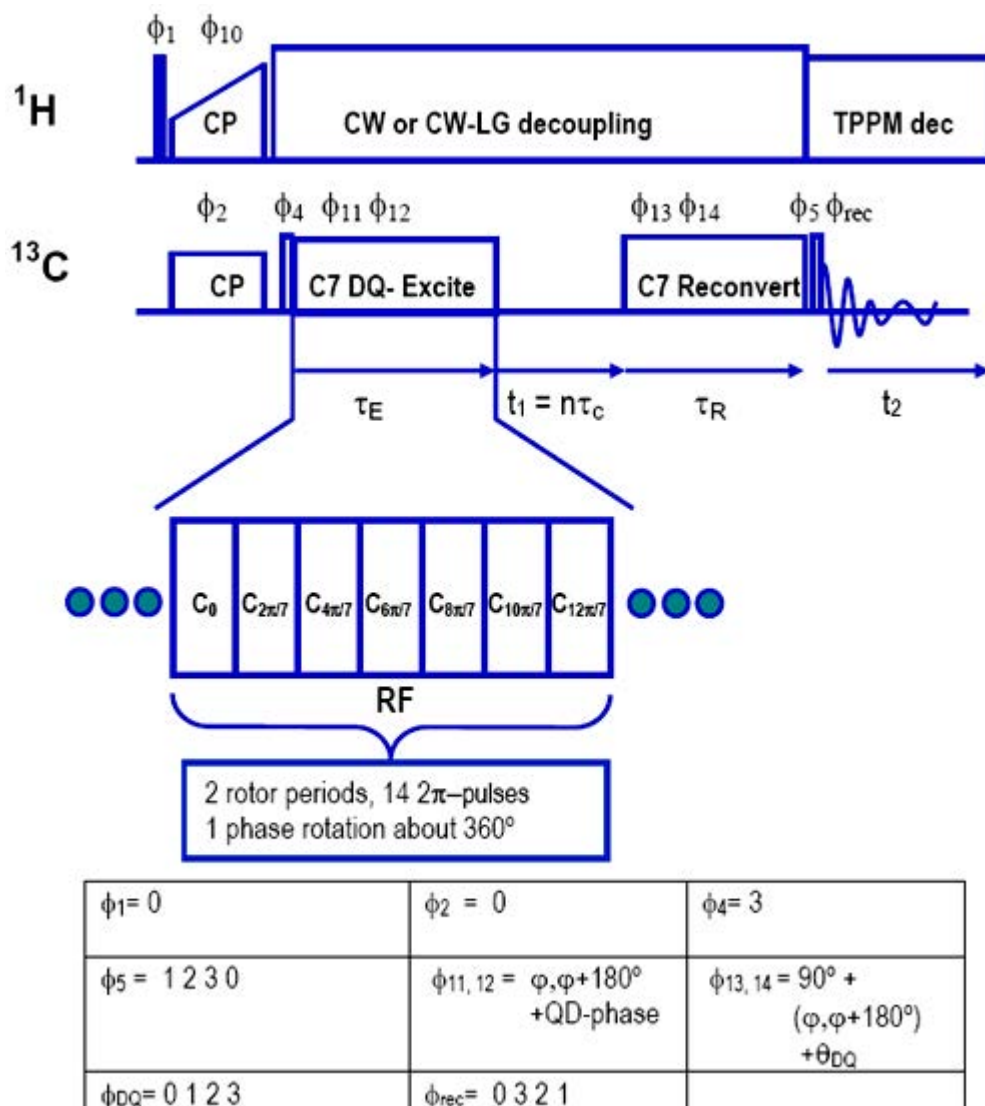 ϕ1 ϕ10
1H
CP
CW or CW-LG decoupling
TPPM dec
ϕ2 ϕ4 ϕ11 ϕ12 ϕ13 ϕ14 ϕ5 ϕrec
13C
CP
C7 DQ- Excite
C7 Reconvert
τE
t1 = nτc
τR
t2
C0 C2π/7 C4π/7 C6π/7 C8π/7 C10π/7 C12π/7
RF
2 rotor periods, 14 2π–pulses
1 phase rotation about 360º
ϕ1= 0
ϕ2 = 0
ϕ4= 3
ϕ5 = 1 2 3 0
ϕ11, 12 = φ,φ+180º
+QD-phase
ϕ13, 14 = 90º +
(φ,φ+180º)
+θDQ
ϕDQ= 0 1 2 3
ϕrec= 0 3 2 1